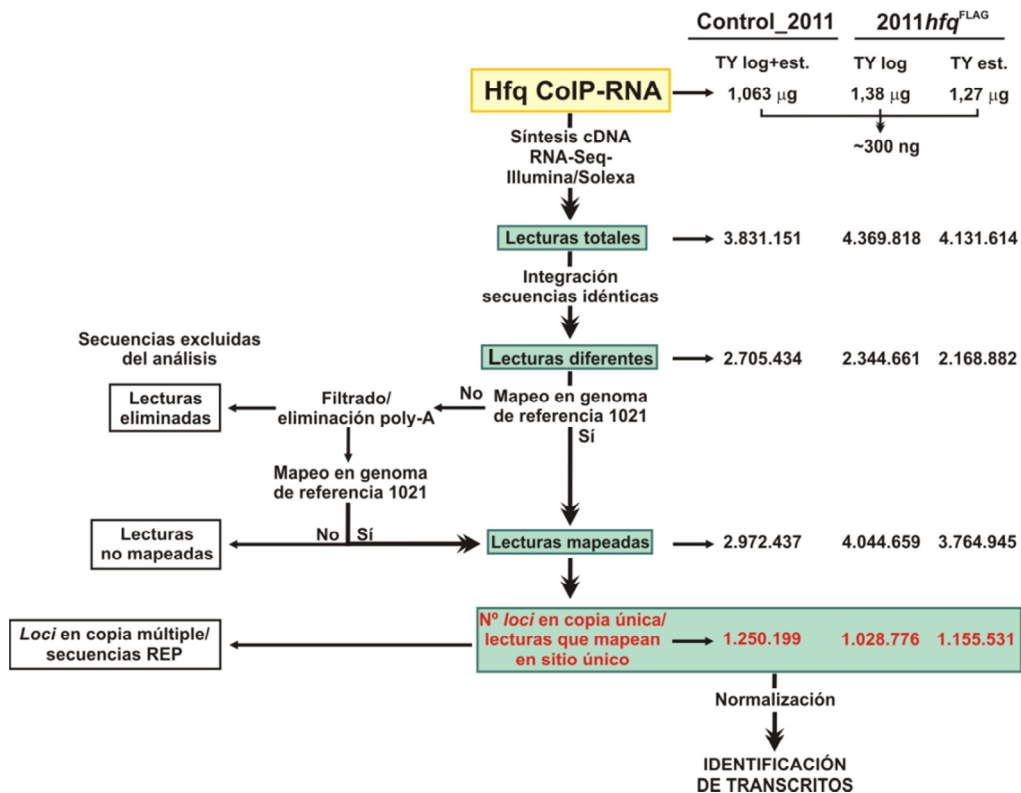 Control_2011
2011hfqFLAG
TY log+est.
TY log
TY est.
Hfq CoIP-RNA
1,063 µg
1,38 µg
1,27 µg
~300 ng
Síntesis cDNA
RNA-Seq-
Illumina/Solexa
Lecturas totales
3.831.151
4.369.818
4.131.614
Integración
secuencias idénticas
Secuencias excluidas
del análisis
Lecturas diferentes
2.705.434
2.344.661
2.168.882
Lecturas
eliminadas
Filtrado/
eliminación poly-A
No
Mapeo en genoma
de referencia 1021
Sí
Mapeo en genoma
de referencia 1021
Lecturas
no mapeadas
No
Sí
Lecturas mapeadas
2.972.437
4.044.659
3.764.945
Loci en copia múltiple/
secuencias REP
Nº loci en copia única/
lecturas que mapean
en sitio único
1.250.199
1.028.776
1.155.531
Normalización
IDENTIFICACIÓN
DE TRANSCRITOS